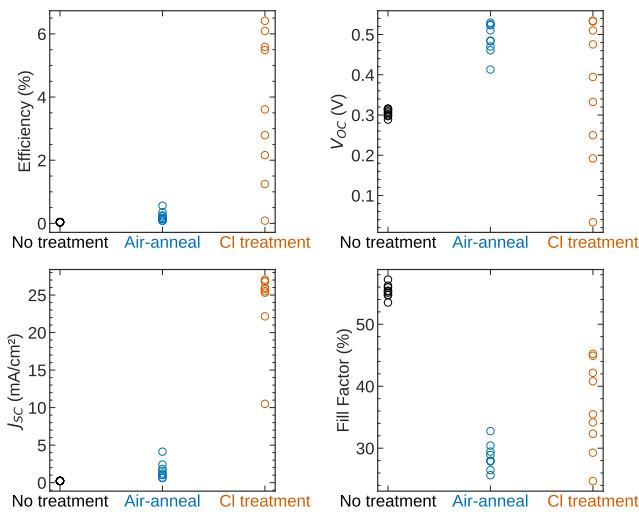 Efficiency (%)
6
4
2
0
No treatment Air-anneal Cl treatment
V_OC (V)
0.5
0.4
0.3
0.2
0.1
No treatment Air-anneal Cl treatment
J_SC (mA/cm²)
25
20
15
10
5
0
No treatment Air-anneal Cl treatment
Fill Factor (%)
50
40
30
No treatment Air-anneal Cl treatment